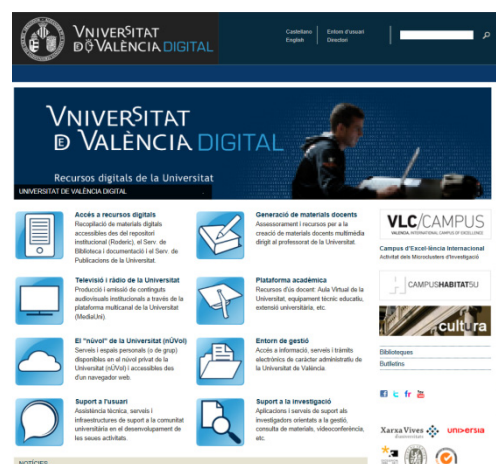 VNIVERSITAT
D VALÈNCIA DIGITAL
Castellano
English
Entorn d'usuari
Directori
VNIVERSITAT
D VALÈNCIA DIGITAL
Recursos digitals de la Universitat
UNIVERSITAT DE VALÈNCIA DIGITAL
Accés a recursos digitals
Recopilació de materials digitals
accessibles des del repositori
institucional (Roderic), el Serv. de
Biblioteca i documentació i el Serv. de
Publicacions de la Universitat.
Generació de materials docents
Assessorament i recursos per a la
creació de materials docents multimèdia
dirigit a professorat de la Universitat.
Televisió i ràdio de la Universitat
Producció i emissió de continguts
audiovisuals institucionals a través de la
plataforma multicanal de la Universitat
(MediaUni).
Plataforma acadèmica
Recursos d'ús docent: Aula Virtual de la
Universitat, equipament tècnic educatiu,
extensió universitària, etc.
El "núvol" de la Universitat (nÚVol)
Serveis i espais personals (o de grup)
disponibles en el núvol privat de la
Universitat (nÚVol) i accessibles des
d'un navegador web.
Entorn de gestió
Accés a informació, serveis i tràmits
electrònics de caràcter administratiu de
la Universitat de València
Suport a l'usuari
Assistència tècnica, serveis i
infraestructures de suport a la comunitat
universitària en el desenvolupament de
les seues activitats.
Suport a la investigació
Aplicacions i serveis de suport als
investigadors orientats a la gestió,
consulta de materials, videoconferència,
etc.
VLC/CAMPUS
VALENCIA, INTERNATIONAL CAMPUS OF EXCELLENCE
Campus d'Excel·lència Internacional
Activitat dels Microclusters d'Investigació
CAMPUSHABITAT5U
cultura
Biblioteques
Butlletins
XarxaVives
universia
NOTÍCIES